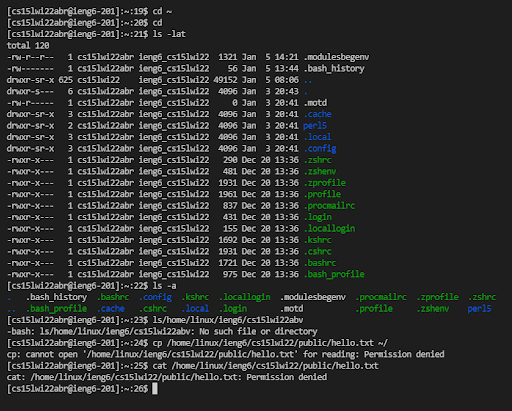 [cs15lwi22abr@ieng6-201]:~:19$ cd ~
[cs15lwi22abr@ieng6-201]:~:20$ cd
[cs15lwi22abr@ieng6-201]:~:21$ ls -lat
total 120
-rw-r--r-- 1 cs15lwi22abr ieng6_cs15lwi22 1321 Jan 5 14:21 .modulesbegenv
-rw------- 1 cs15lwi22abr ieng6_cs15lwi22 56 Jan 5 13:44 .bash_history
drwxr-sr-x 625 cs15lwi22 cs15lwi22 49152 Jan 5 08:06 ..
drwxr-s--- 6 cs15lwi22abr ieng6_cs15lwi22 4096 Jan 3 20:43 .
-rw-r----- 1 cs15lwi22abr ieng6_cs15lwi22 0 Jan 3 20:41 .motd
drwxr-sr-x 3 cs15lwi22abr ieng6_cs15lwi22 4096 Jan 3 20:41 .cache
drwxr-sr-x 2 cs15lwi22abr ieng6_cs15lwi22 4096 Jan 3 20:41 perl5
drwxr-sr-x 3 cs15lwi22abr ieng6_cs15lwi22 4096 Jan 3 20:41 .local
drwxr-sr-x 3 cs15lwi22abr ieng6_cs15lwi22 4096 Jan 3 20:41 .config
-rwxr-x--- 1 cs15lwi22abr ieng6_cs15lwi22 290 Dec 20 13:36 .zshrc
-rwxr-x--- 1 cs15lwi22abr ieng6_cs15lwi22 481 Dec 20 13:36 .zshenv
-rwxr-x--- 1 cs15lwi22abr ieng6_cs15lwi22 1931 Dec 20 13:36 .zprofile
-rwxr-x--- 1 cs15lwi22abr ieng6_cs15lwi22 1961 Dec 20 13:36 .profile
-rwxr-x--- 1 cs15lwi22abr ieng6_cs15lwi22 837 Dec 20 13:36 .procmailrc
-rwxr-x--- 1 cs15lwi22abr ieng6_cs15lwi22 431 Dec 20 13:36 .login
-rwxr-x--- 1 cs15lwi22abr ieng6_cs15lwi22 155 Dec 20 13:36 .locallogin
-rwxr-x--- 1 cs15lwi22abr ieng6_cs15lwi22 1692 Dec 20 13:36 .kshrc
-rwxr-x--- 1 cs15lwi22abr ieng6_cs15lwi22 1931 Dec 20 13:36 .cshrc
-rwxr-x--- 1 cs15lwi22abr ieng6_cs15lwi22 1721 Dec 20 13:36 .bashrc
-rwxr-x--- 1 cs15lwi22abr ieng6_cs15lwi22 975 Dec 20 13:36 .bash_profile
[cs15lwi22abr@ieng6-201]:~:22$ ls -a
. .bash_history .bashrc .config .kshrc .locallogin .modulesbegenv .procmailrc .zprofile .zshrc
.. .bash_profile .cache .cshrc .local .login .motd .profile .zshenv perl5
[cs15lwi22abr@ieng6-201]:~:23$ ls/home/linux/ieng6/cs15lwi22abv
-bash: ls/home/linux/ieng6/cs15lwi22abv: No such file or directory
[cs15lwi22abr@ieng6-201]:~:24$ cp /home/linux/ieng6/cs15lwi22/public/hello.txt ~/
cp: cannot open '/home/linux/ieng6/cs15lwi22/public/hello.txt' for reading: Permission denied
[cs15lwi22abr@ieng6-201]:~:25$ cat /home/linux/ieng6/cs15lwi22/public/hello.txt
cat: /home/linux/ieng6/cs15lwi22/public/hello.txt: Permission denied
[cs15lwi22abr@ieng6-201]:~:26$